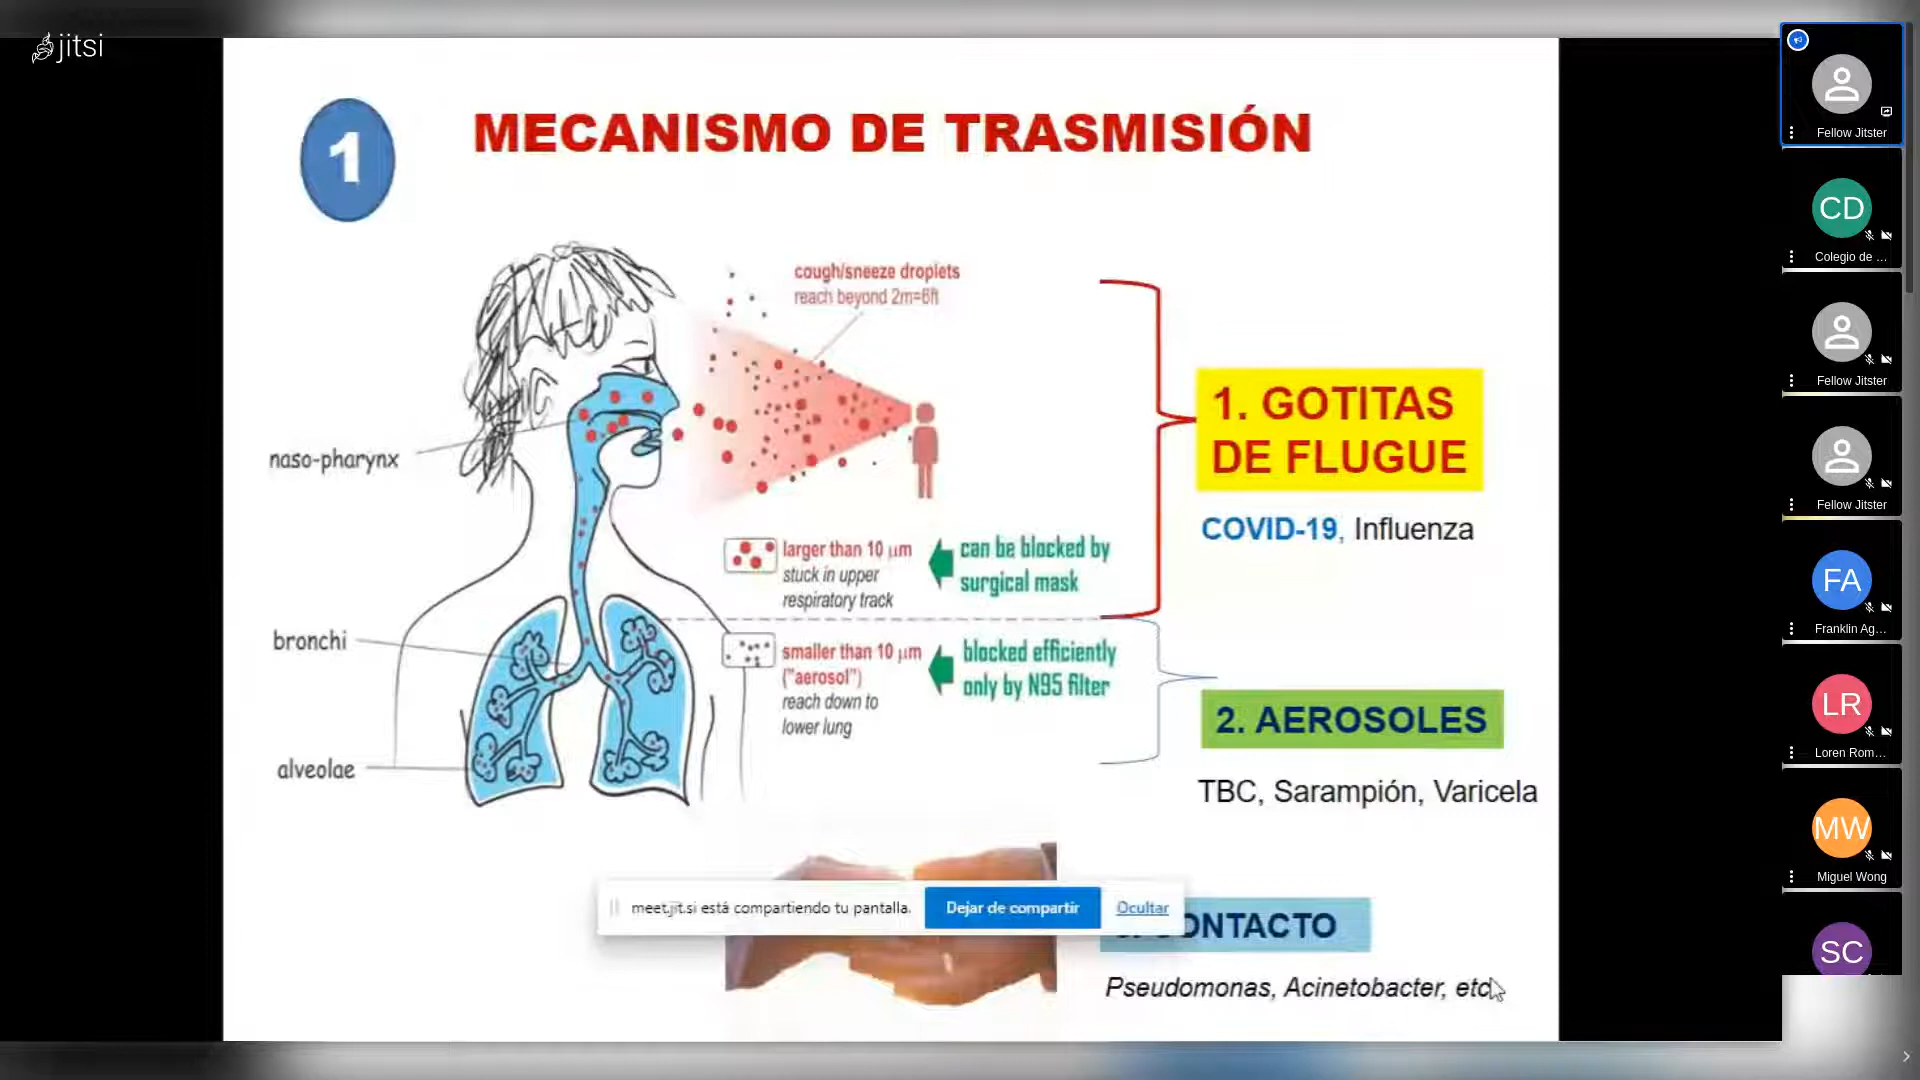 jitsi
1
MECANISMO DE TRASMISIÓN
cough/sneeze droplets
reach beyond 2m=6ft
naso-pharynx
1. GOTITAS
DE FLUGUE
COVID-19, Influenza
larger than 10 µm
stuck in upper
respiratory track
can be blocked by
surgical mask
bronchi
smaller than 10 µm
("aerosol")
reach down to
lower lung
blocked efficiently
only by N95 filter
2. AEROSOLES
alveolae
TBC, Sarampión, Varicela
meet.jit.si está compartiendo tu pantalla.
Dejar de compartir
Ocultar
ONTACTO
Pseudomonas, Acinetobacter, etc
Fellow Jitster
CD
Colegio de ...
Fellow Jitster
Fellow Jitster
FA
Franklin Ag...
LR
Loren Rom...
MW
Miguel Wong
SC